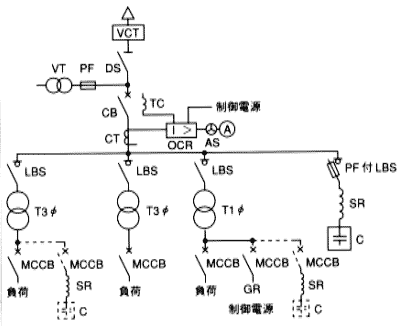 VCT
DS
VT PF
TC
制御電源
CB
CT
I >
OCR
AS
A
LBS
LBS
LBS
PF付LBS
T3φ
T3φ
T1φ
SR
C
MCCB
MCCB
MCCB
MCCB
MCCB
MCCB
負荷
SR
C
負荷
負荷
GR
制御電源
SR
C